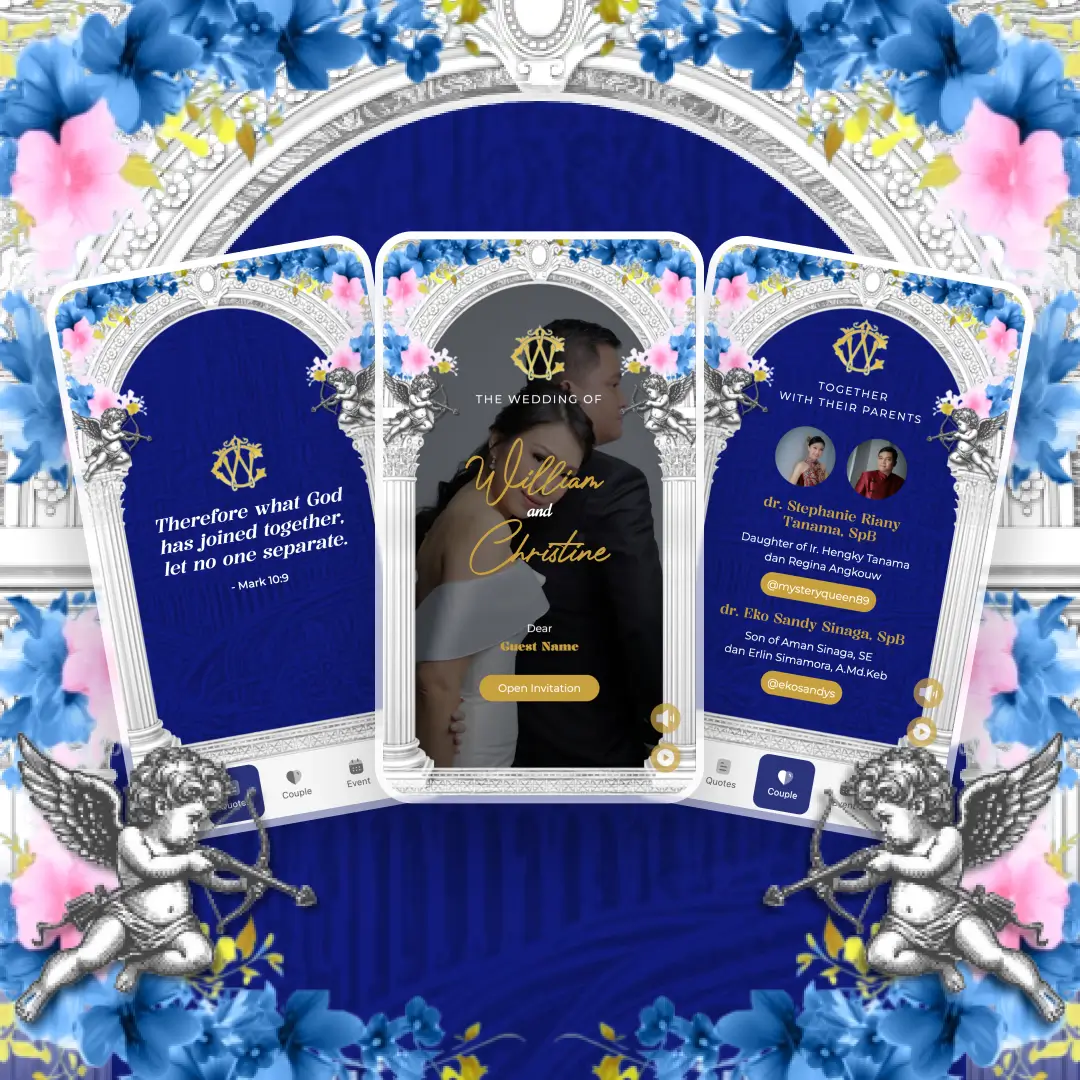 Therefore what God
has joined together,
let no one separate.
- Mark 10:9
Couple
Event
THE WEDDING OF
William
and
Christine
Dear
Guest Name
Open Invitation
TOGETHER
WITH THEIR PARENTS
dr. Stephanie Riany
Tanama, SpB
Daughter of Ir. Hengky Tanama
dan Regina Angkouw
@mysteryqueen89
dr. Eko Sandy Sinaga, SpB
Son of Aman Sinaga, SE
dan Erlin Simamora, A.Md.Keb
@ekosandys
Quotes
Couple